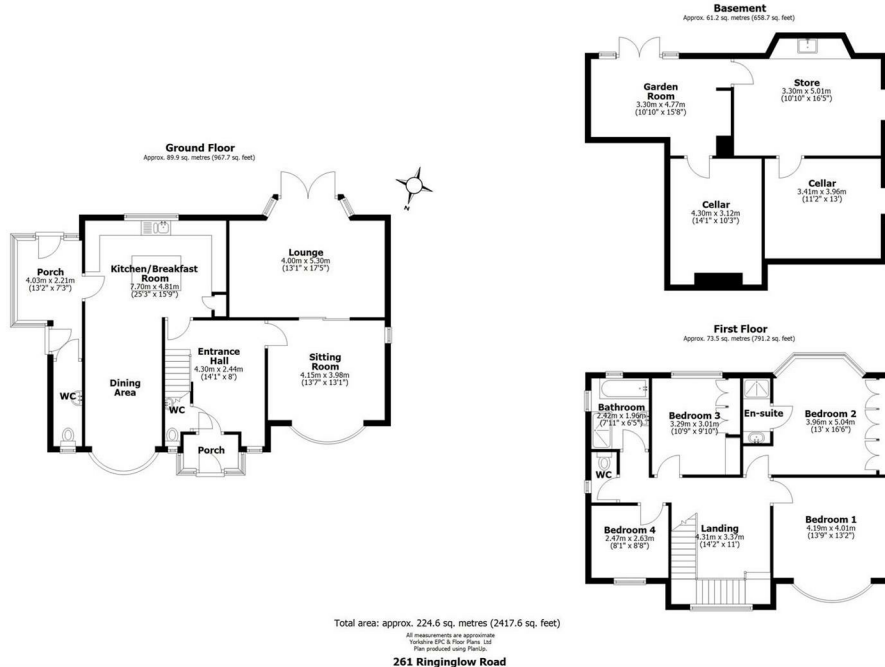 Basement
Approx. 61.2 sq. metres (658.7 sq. feet)
Garden
Room
3.30m x 4.77m
(10'10" x 15'8")
Store
3.30m x 5.01m
(10'10" x 16'5")
Cellar
4.30m x 3.12m
(14'1" x 10'3")
Cellar
3.41m x 3.96m
(11'2" x 13')
Ground Floor
Approx. 89.9 sq. metres (967.7 sq. feet)
N
Porch
4.03m x 2.21m
(13'2" x 7'3")
Kitchen/Breakfast
Room
7.70m x 4.81m
(25'3" x 15'9")
Lounge
4.00m x 5.30m
(13'1" x 17'5")
Entrance
Hall
4.30m x 2.44m
(14'1" x 8')
Sitting
Room
4.15m x 3.98m
(13'7" x 13'1")
Dining
Area
WC
WC
Porch
First Floor
Approx. 73.5 sq. metres (791.2 sq. feet)
Bathroom
2.42m x 1.96m
(7'11" x 6'5")
Bedroom 3
3.29m x 3.01m
(10'9" x 9'10")
En-suite
Bedroom 2
3.96m x 5.04m
(13' x 16'6")
WC
Bedroom 4
2.47m x 2.63m
(8'1" x 8'8")
Landing
4.31m x 3.37m
(14'2" x 11')
Bedroom 1
4.19m x 4.01m
(13'9" x 13'2")
Total area: approx. 224.6 sq. metres (2417.6 sq. feet)
All measurements are approximate
Yorkshire EPC & Floor Plans Ltd
Plan produced using PlanUp.
261 Ringinglow Road